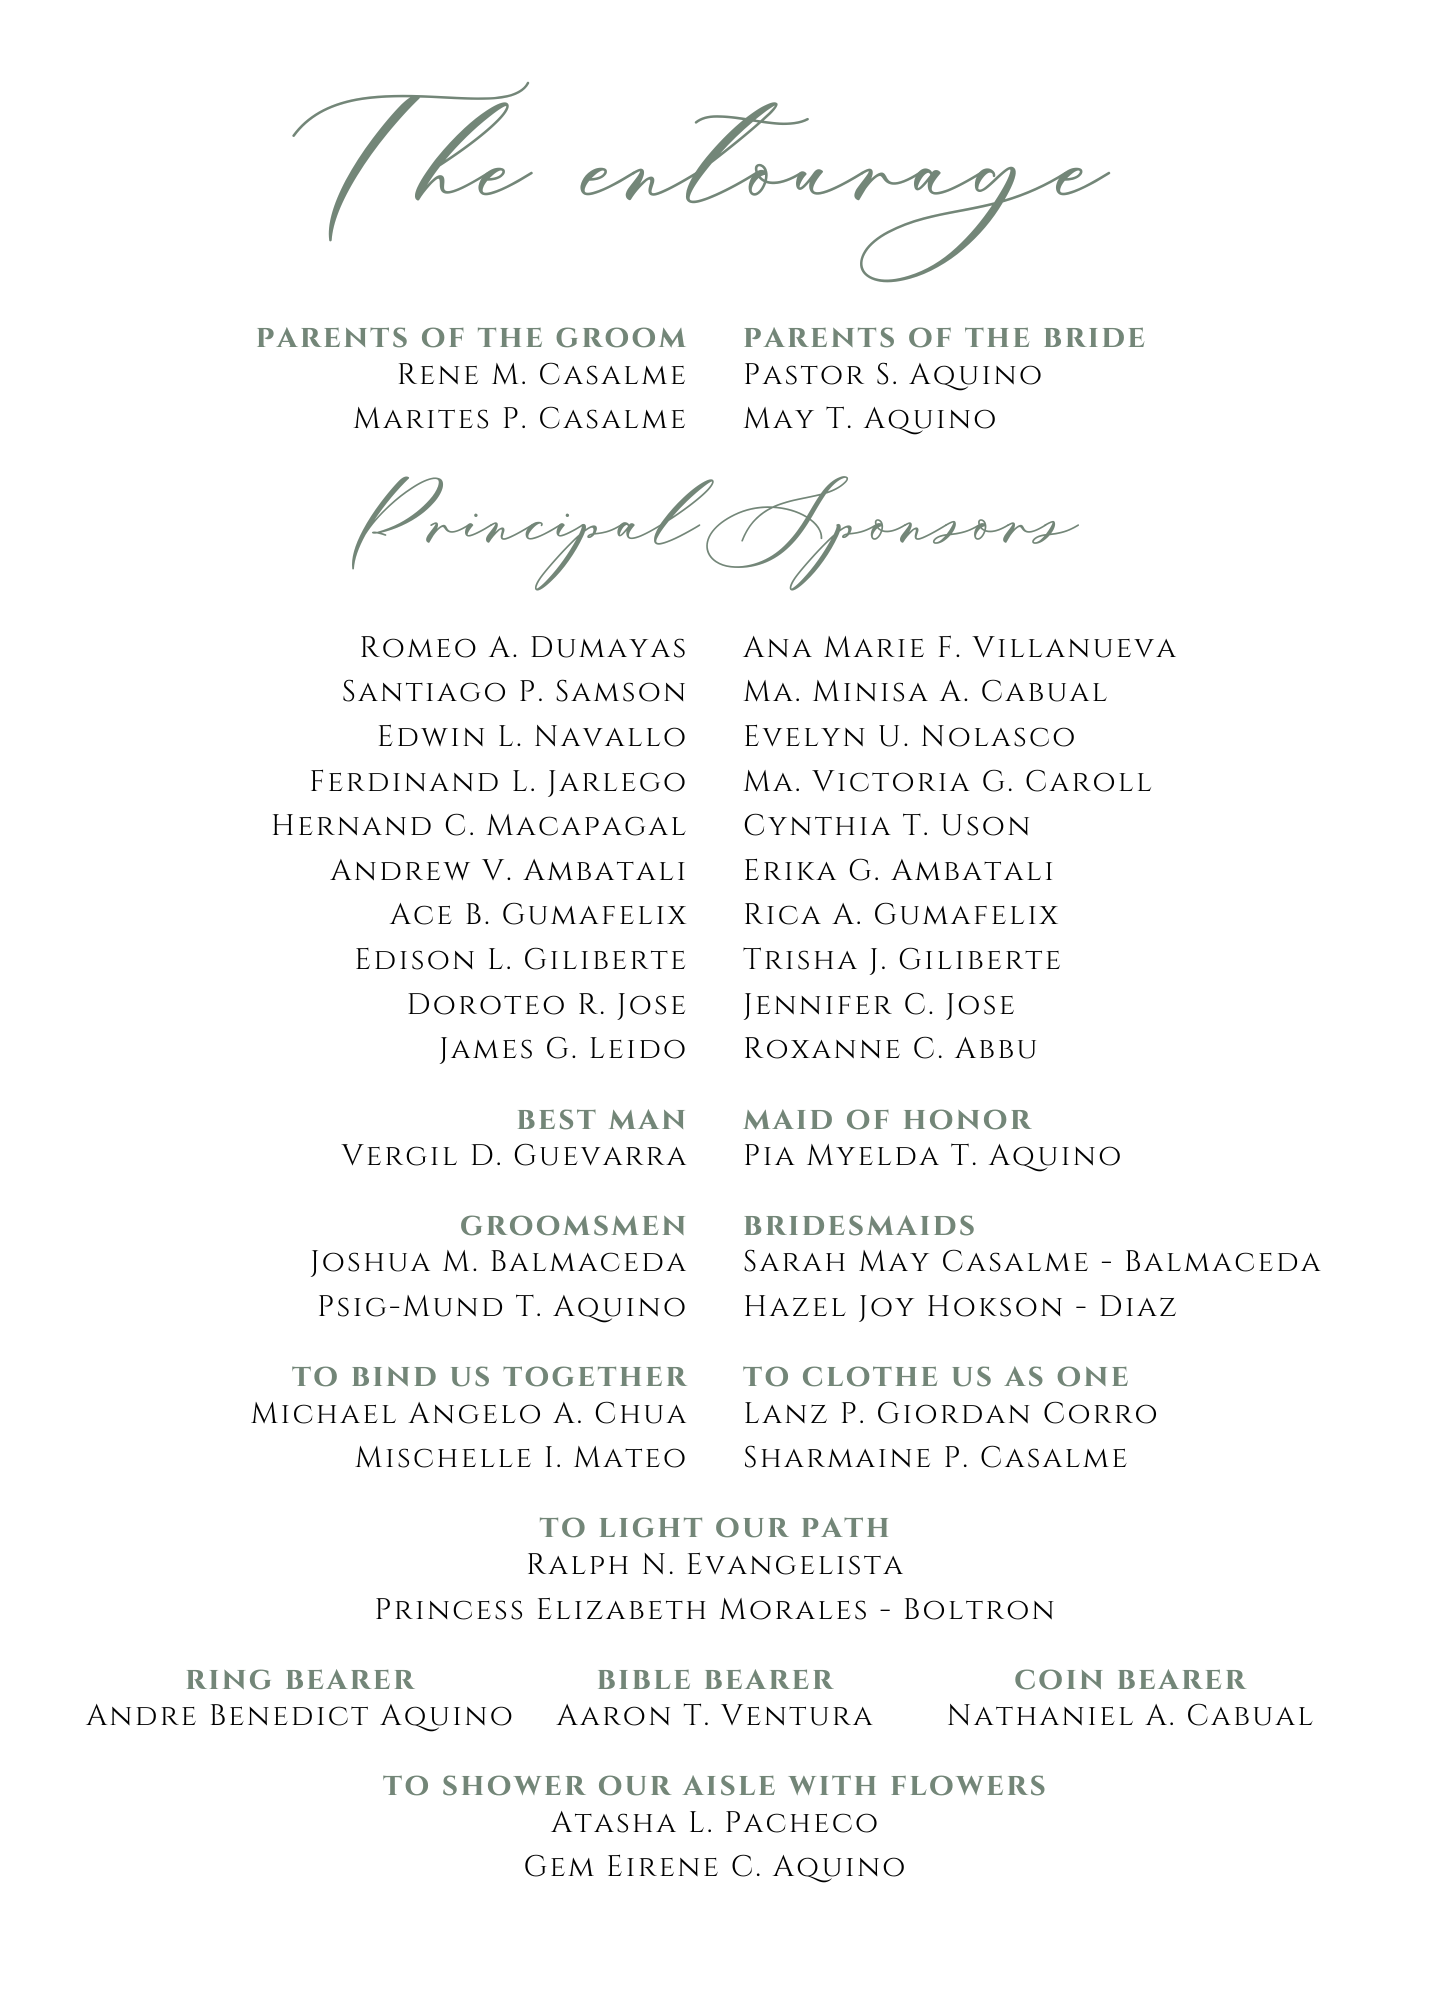 The entourage
PARENTS OF THE GROOM PARENTS OF THE BRIDE
RENE M. CASALME PASTOR S. AQUINO
MARITES P. CASALME MAY T. AQUINO
Principal Sponsors
ROMEO A. DUMAYAS ANA MARIE F. VILLANUEVA
SANTIAGO P. SAMSON MA. MINISA A. CABUAL
EDWIN L. NAVALLO EVELYN U. NOLASCO
FERDINAND L. JARLEGO MA. VICTORIA G. CAROLL
HERNAND C. MACAPAGAL CYNTHIA T. USON
ANDREW V. AMBATALI ERIKA G. AMBATALI
ACE B. GUMAFELIX RICA A. GUMAFELIX
EDISON L. GILIBERTE TRISHA J. GILIBERTE
DOROTEO R. JOSE JENNIFER C. JOSE
JAMES G. LEIDO ROXANNE C. ABBU
BEST MAN MAID OF HONOR
VERGIL D. GUEVARRA PIA MYELDA T. AQUINO
GROOMSMEN BRIDESMAIDS
JOSHUA M. BALMACEDA SARAH MAY CASALME - BALMACEDA
PSIG-MUND T. AQUINO HAZEL JOY HOKSON - DIAZ
TO BIND US TOGETHER TO CLOTHE US AS ONE
MICHAEL ANGELO A. CHUA LANZ P. GIORDAN CORRO
MISCHELLE I. MATEO SHARMAINE P. CASALME
TO LIGHT OUR PATH
RALPH N. EVANGELISTA
PRINCESS ELIZABETH MORALES - BOLTRON
RING BEARER BIBLE BEARER COIN BEARER
ANDRE BENEDICT AQUINO AARON T. VENTURA NATHANIEL A. CABUAL
TO SHOWER OUR AISLE WITH FLOWERS
ATASHA L. PACHECO
GEM EIRENE C. AQUINO